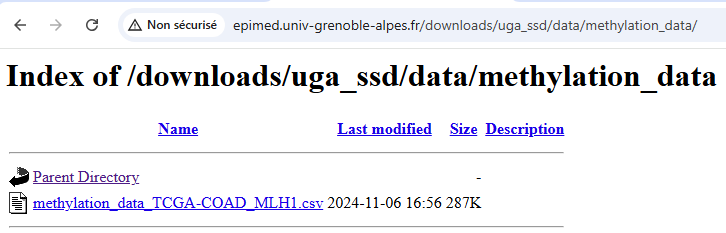 Non sécurisé epimed.univ-grenoble-alpes.fr/downloads/uga_ssd/data/methylation_data/
Index of /downloads/uga_ssd/data/methylation_data
Name Last modified Size Description
Parent Directory -
methylation_data_TCGA-COAD_MLH1.csv 2024-11-06 16:56 287K